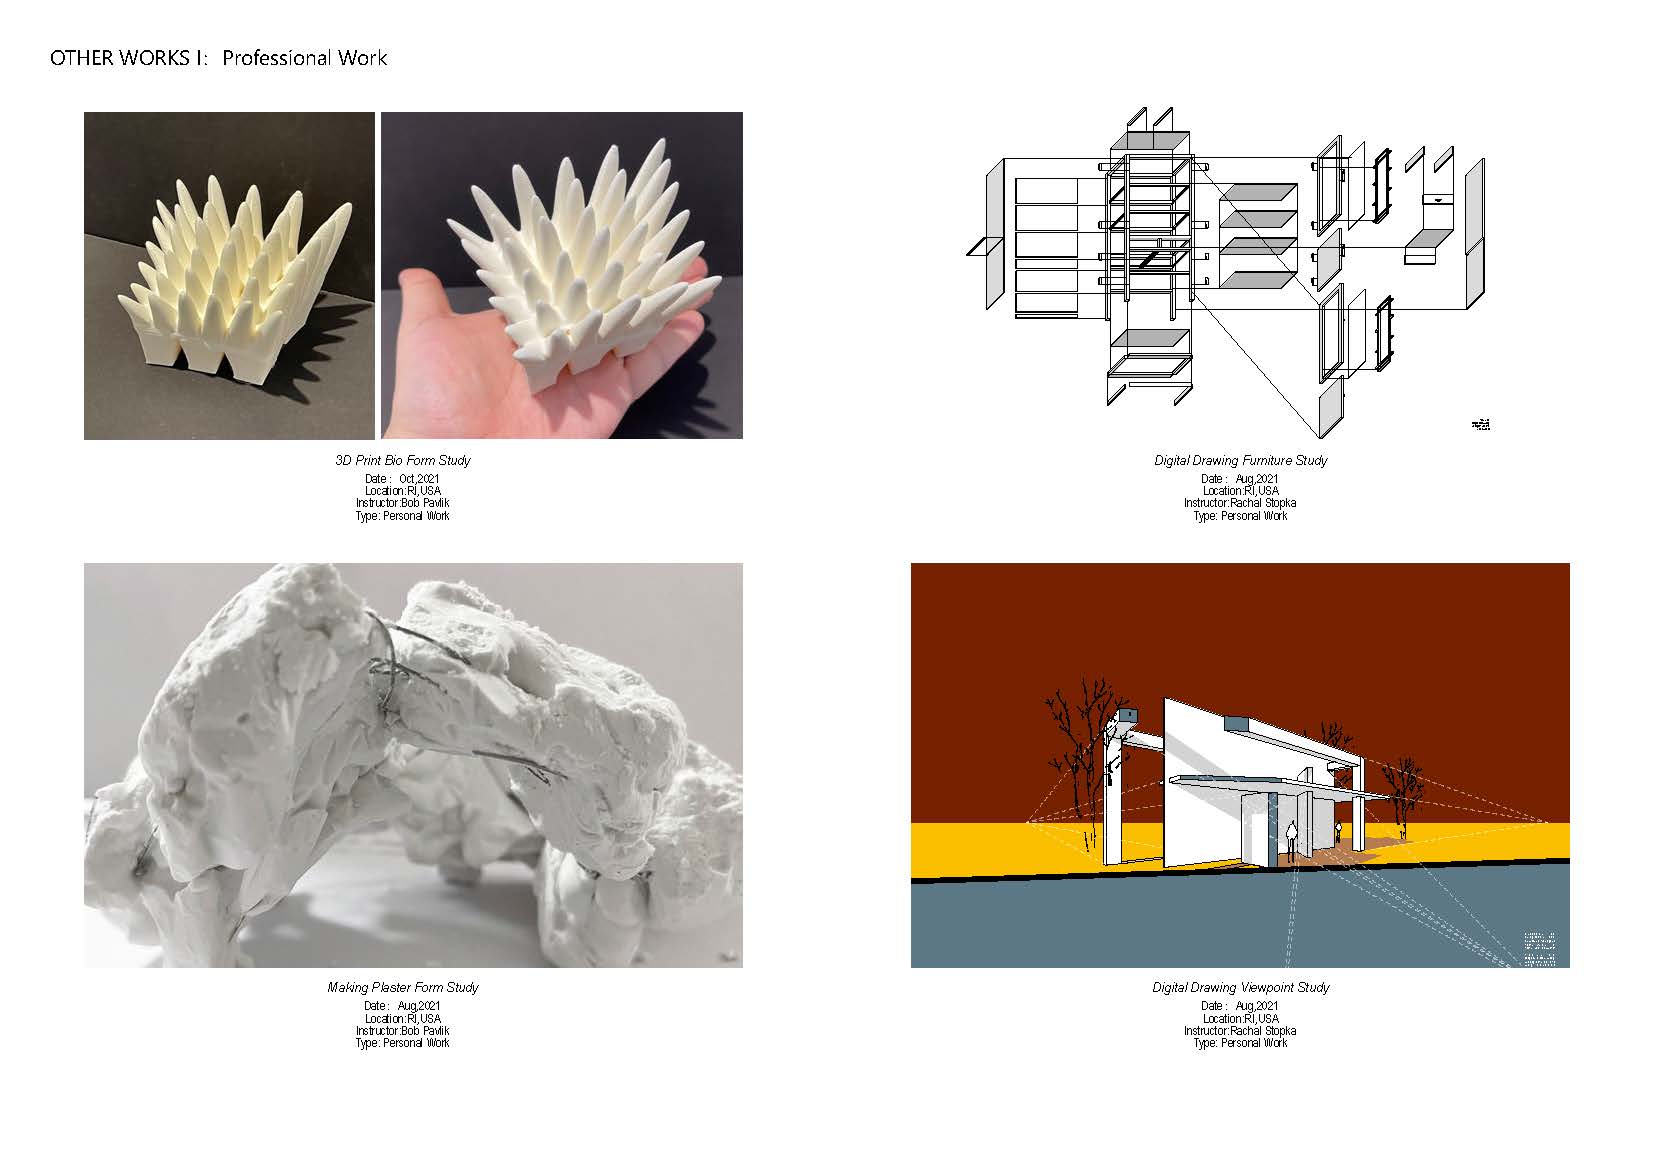 OTHER WORKS I: Professional Work
3D Print Bio Form Study
Date : Oct,2021
Location:RI,USA
Instructor:Bob Pavlik
Type: Personal Work
Digital Drawing Furniture Study
Date : Aug,2021
Location:RI,USA
Instructor:Rachal Stopka
Type: Personal Work
Making Plaster Form Study
Date : Aug,2021
Location:RI,USA
Instructor:Bob Pavlik
Type: Personal Work
Digital Drawing Viewpoint Study
Date : Aug,2021
Location:RI,USA
Instructor:Rachal Stopka
Type: Personal Work